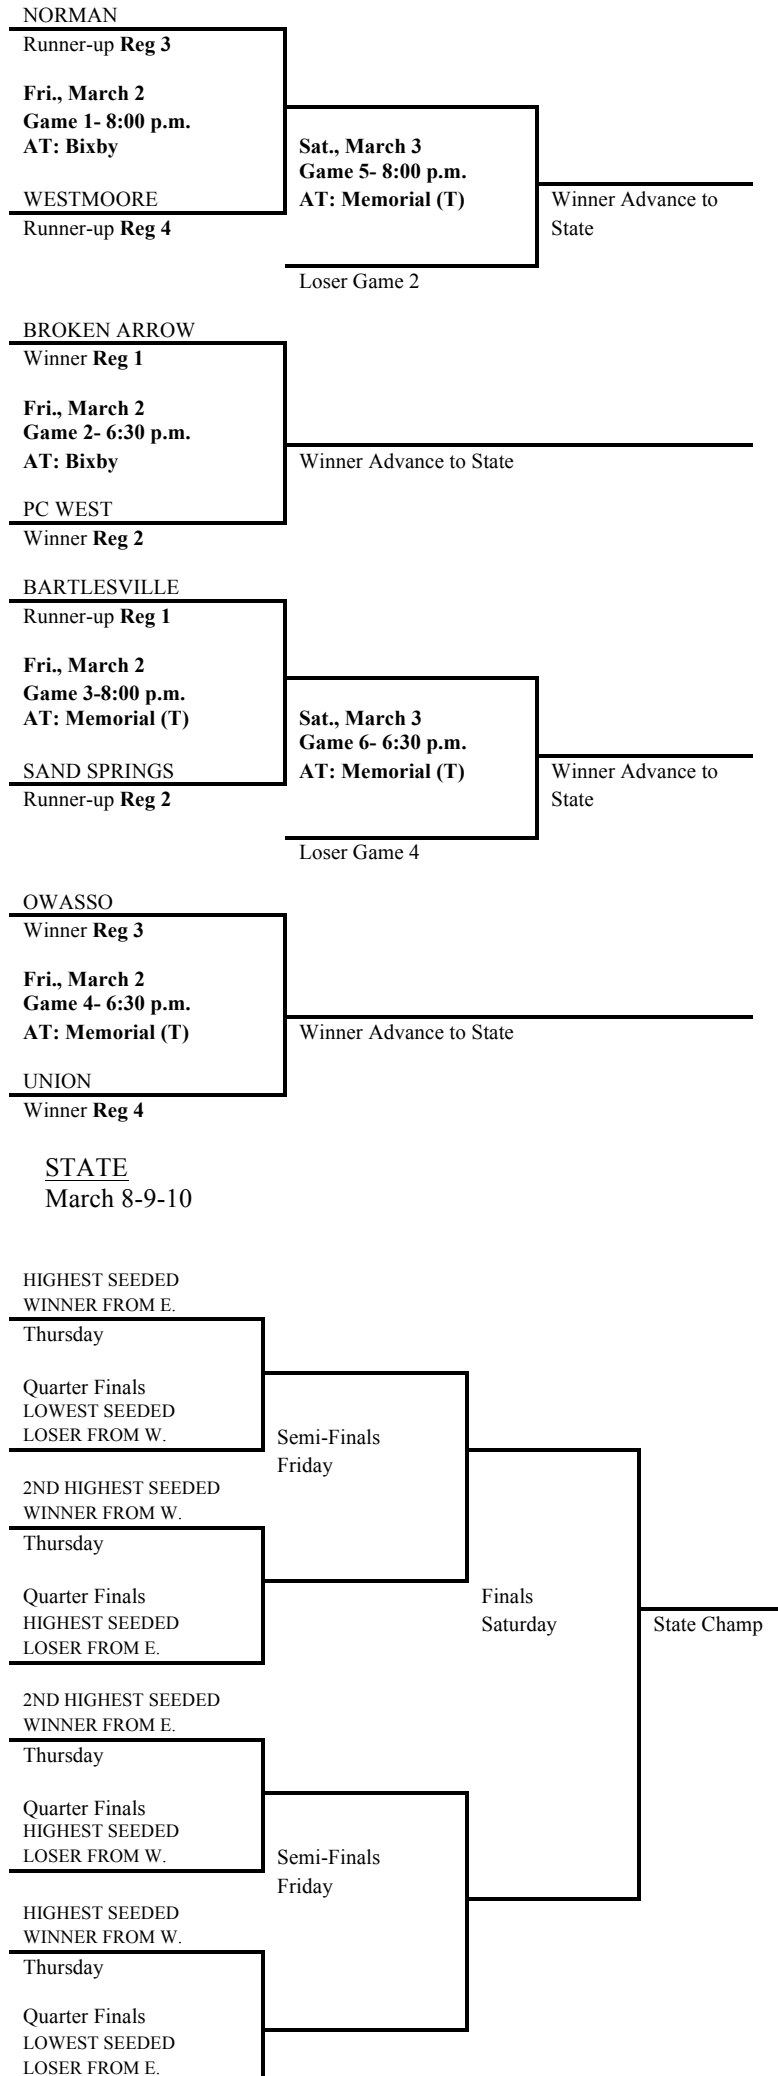 NORMAN
Runner-up Reg 3
Fri., March 2
Game 1- 8:00 p.m.
AT: Bixby
WESTMOORE
Runner-up Reg 4
Sat., March 3
Game 5- 8:00 p.m.
AT: Memorial (T)
Loser Game 2
Winner Advance to
State
BROKEN ARROW
Winner Reg 1
Fri., March 2
Game 2- 6:30 p.m.
AT: Bixby
PC WEST
Winner Reg 2
Winner Advance to State
BARTLESVILLE
Runner-up Reg 1
Fri., March 2
Game 3-8:00 p.m.
AT: Memorial (T)
SAND SPRINGS
Runner-up Reg 2
Sat., March 3
Game 6- 6:30 p.m.
AT: Memorial (T)
Loser Game 4
Winner Advance to
State
OWASSO
Winner Reg 3
Fri., March 2
Game 4- 6:30 p.m.
AT: Memorial (T)
UNION
Winner Reg 4
Winner Advance to State
STATE
March 8-9-10
HIGHEST SEEDED
WINNER FROM E.
Thursday
Quarter Finals
LOWEST SEEDED
LOSER FROM W.
Semi-Finals
Friday
2ND HIGHEST SEEDED
WINNER FROM W.
Thursday
Quarter Finals
HIGHEST SEEDED
LOSER FROM E.
Finals
Saturday
State Champ
2ND HIGHEST SEEDED
WINNER FROM E.
Thursday
Quarter Finals
HIGHEST SEEDED
LOSER FROM W.
Semi-Finals
Friday
HIGHEST SEEDED
WINNER FROM W.
Thursday
Quarter Finals
LOWEST SEEDED
LOSER FROM E.